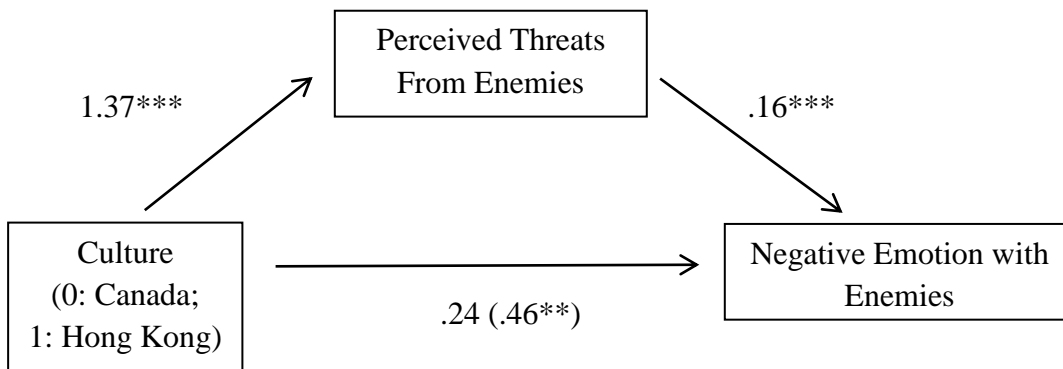 Perceived Threats
From Enemies
1.37***
.16***
Culture
(0: Canada;
1: Hong Kong)
Negative Emotion with
Enemies
.24 (.46**)